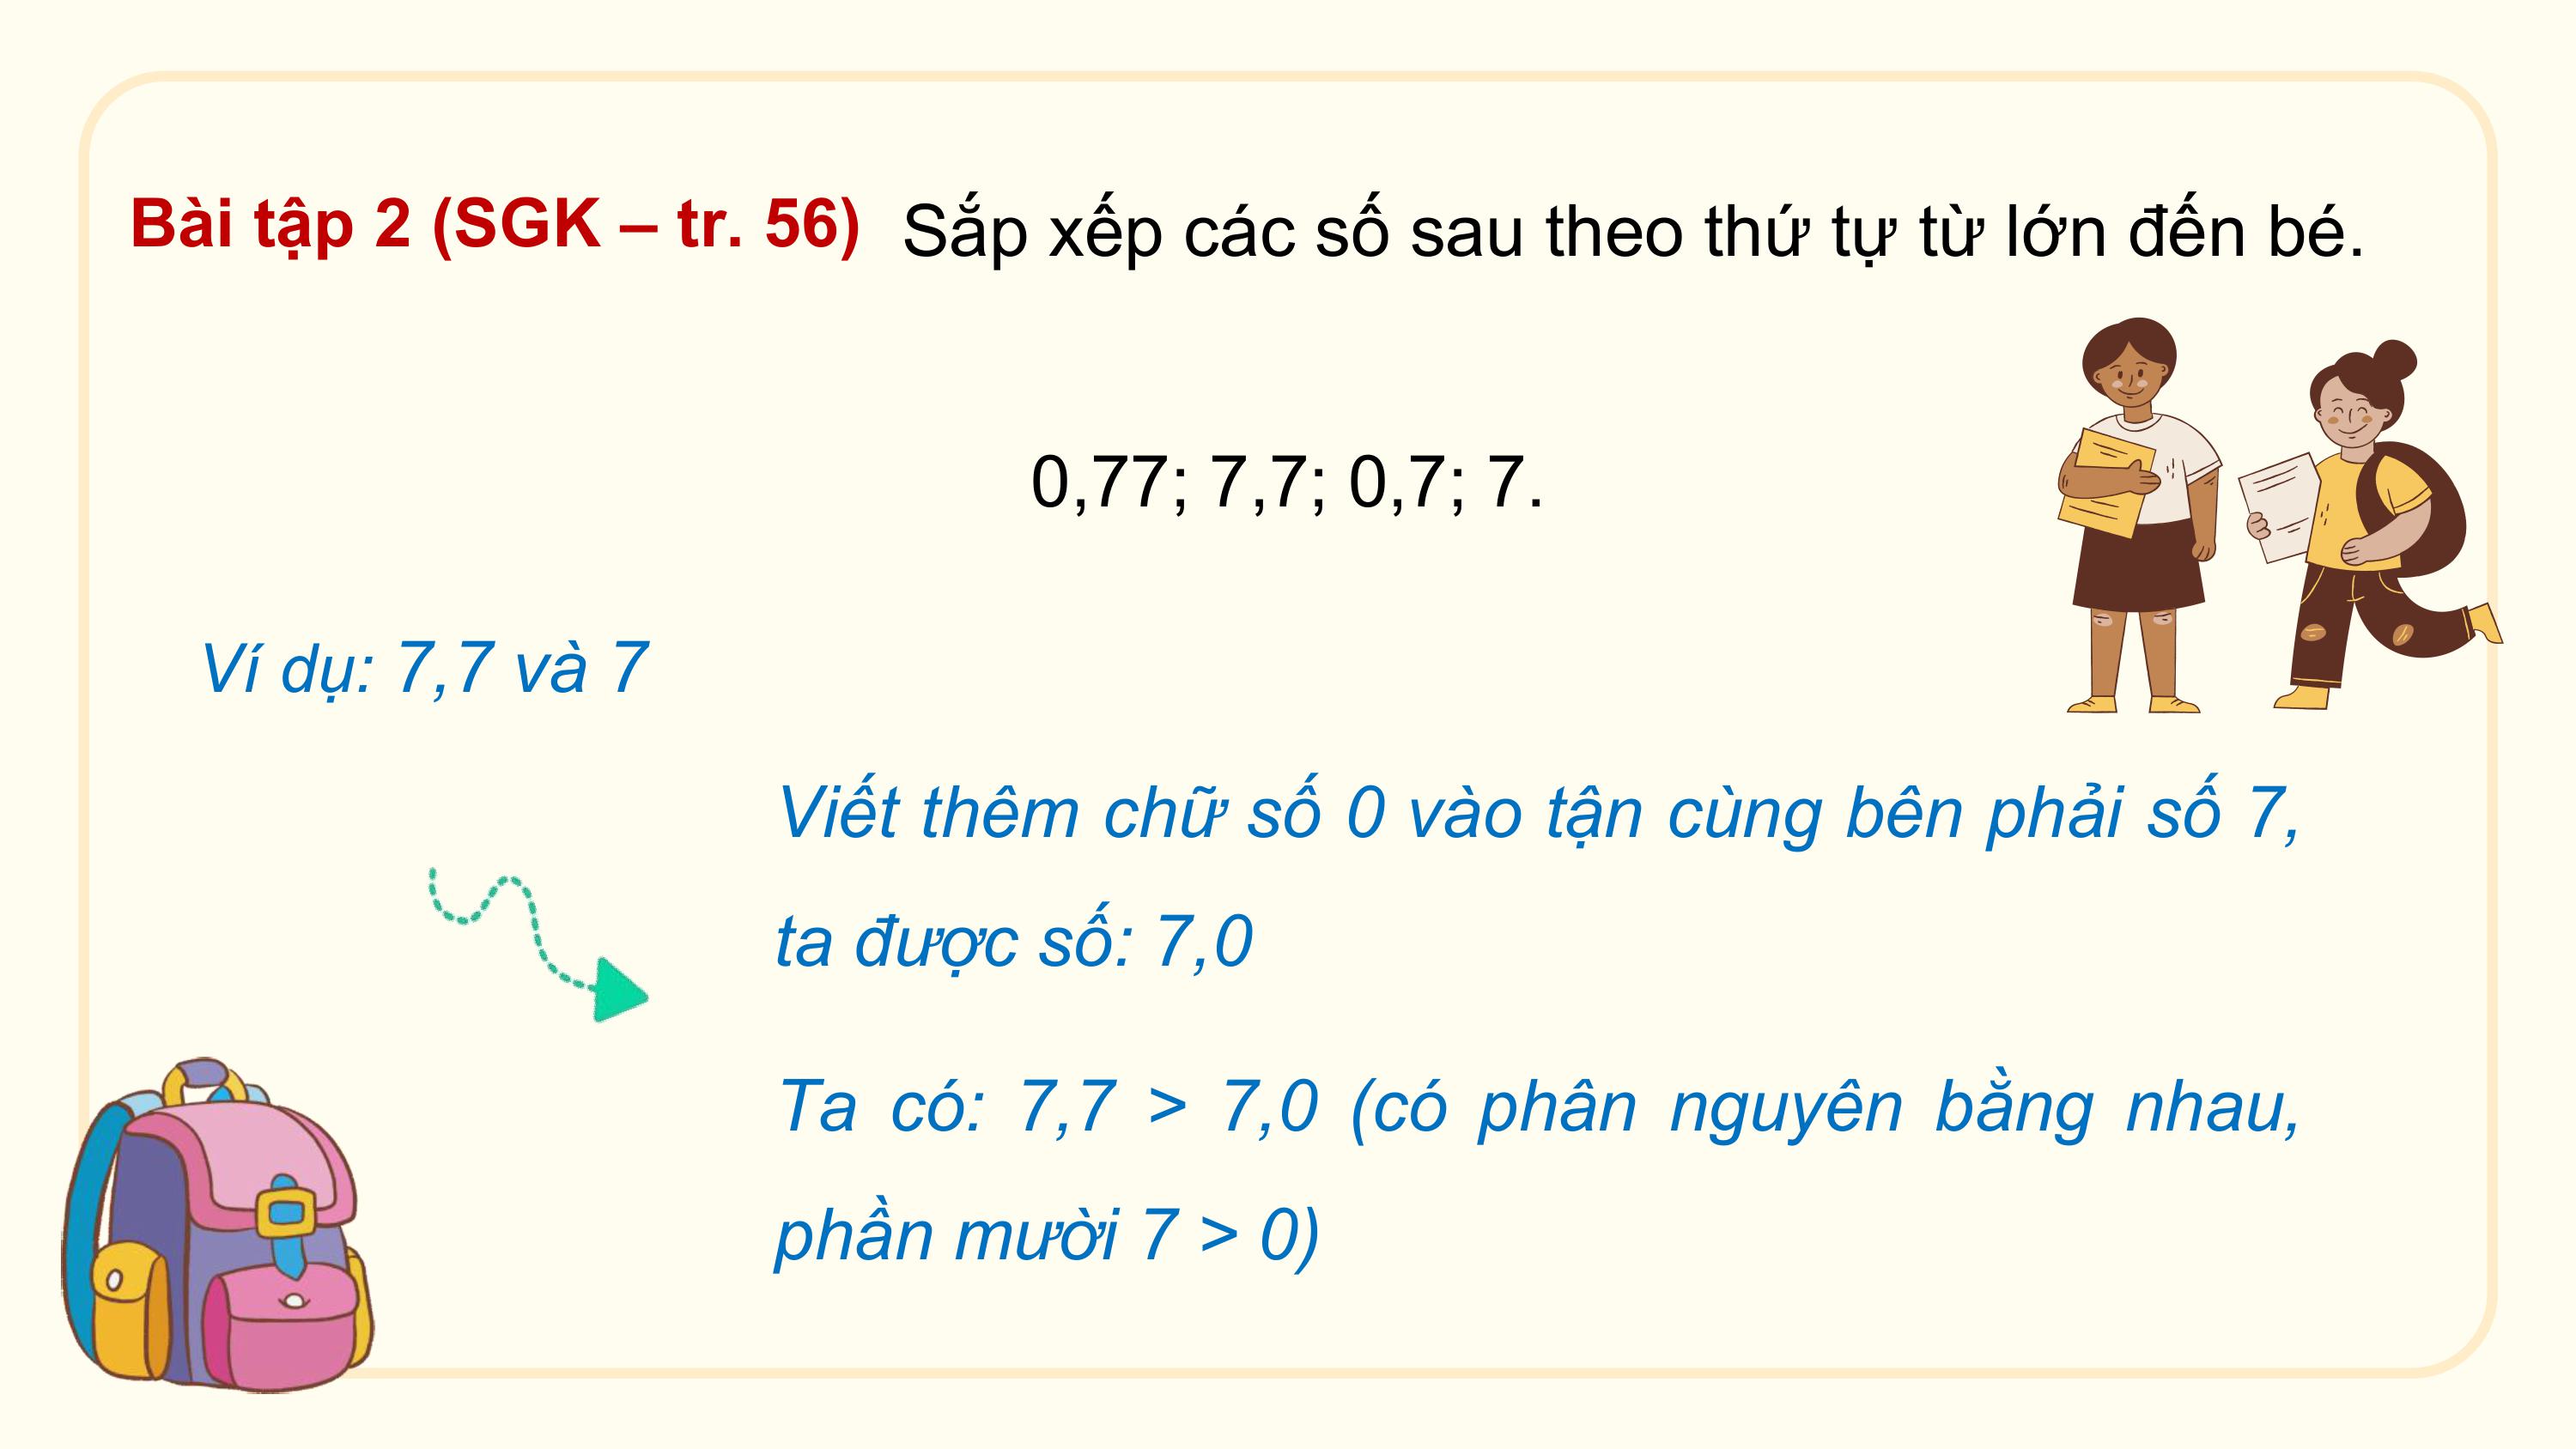 Bài tập 2 (SGK – tr. 56) Sắp xếp các số sau theo thứ tự từ lớn đến bé.
0,77; 7,7; 0,7; 7.
Ví dụ: 7,7 và 7
Viết thêm chữ số 0 vào tận cùng bên phải số 7,
ta được số: 7,0
Ta có: 7,7 > 7,0 (có phân nguyên bằng nhau,
phần mười 7 > 0)